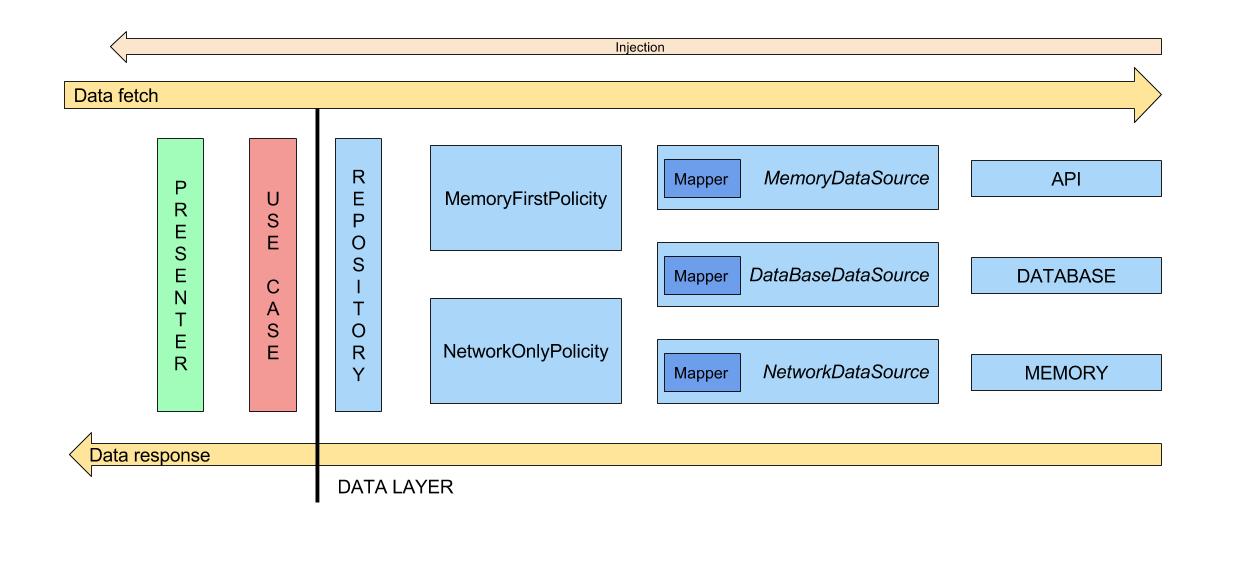 Injection
Data fetch
PRESENTER
USE CASE
REPOSITORY
MemoryFirstPolicity
NetworkOnlyPolicity
Mapper MemoryDataSource
Mapper DataBaseDataSource
Mapper NetworkDataSource
API
DATABASE
MEMORY
Data response
DATA LAYER